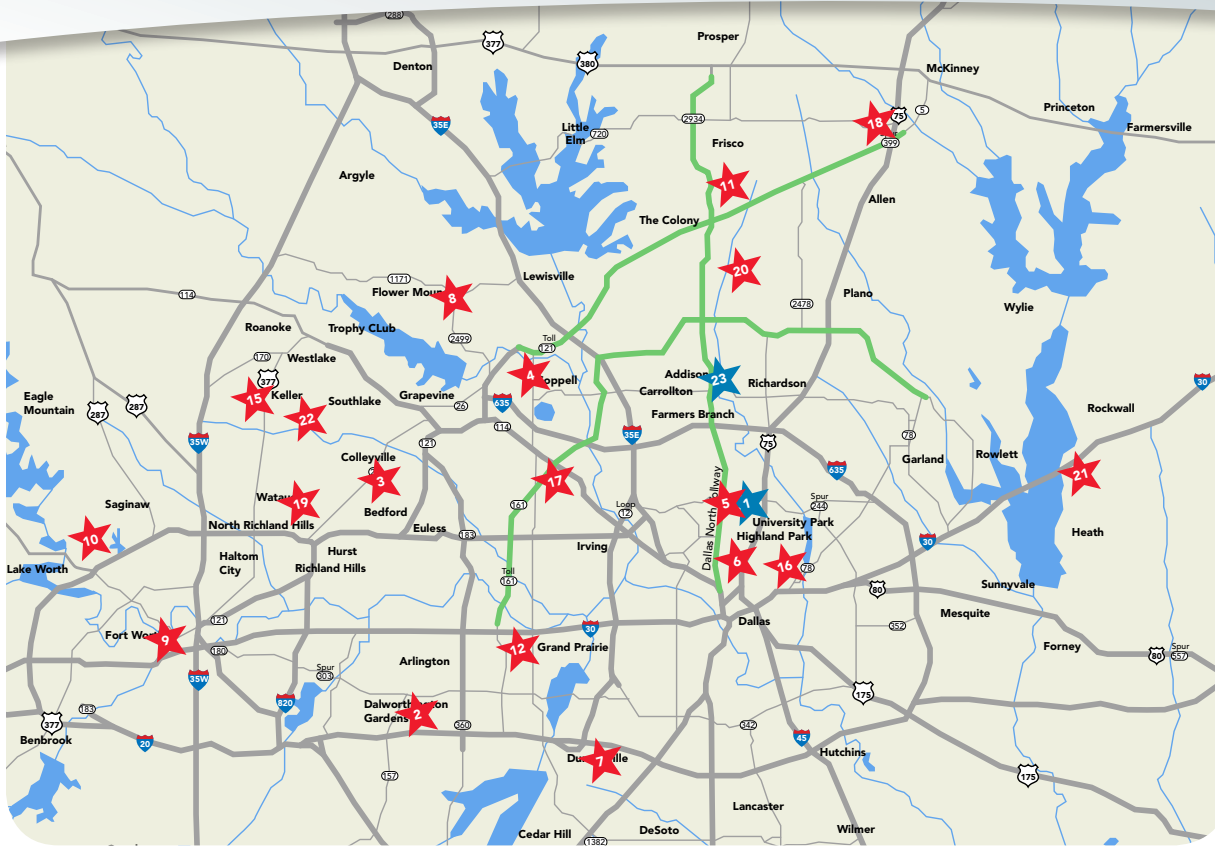 288
377
Prosper
380
Denton
McKinney
5
Princeton
75
18
2934
35E
Little
Elm
720
Farmersville
399
Frisco
Argyle
11
Allen
The Colony
20
1171
Lewisville
Flower Moun
8
114
2478
Plano
Wylie
Roanoke
Trophy CLub
2499
Toll
121
170
Westlake
377
4
oppell
Addison
23
Carrollton
Richardson
30
15
Keller
22
Southlake
Grapevine
26
635
Eagle
Mountain
287
287
Rockwall
Farmers Branch
114
35E
35W
121
75
78
Colleyville
3
Garland
Rowlett
635
17
21
Wataw
19
Bedford
Saginaw
161
Loop
12
Dallas North Tollway
5
1
Spur
244
North Richland Hills
Euless
183
University Park
Highland Park
Heath
10
Irving
30
Haltom
City
Hurst
Richland Hills
6
16
78
Lake Worth
Toll
161
80
Sunnyvale
Mesquite
121
Dallas
352
Fort Wor
9
30
180
12
Grand Prairie
Forney
80
Spur
557
Arlington
Spur
303
35W
820
175
Dalworthington
Gardens
2
183
377
360
342
Benbrook
20
45
Hutchins
Du
7
ille
157
175
Lancaster
Cedar Hill
DeSoto
Wilmer
1382